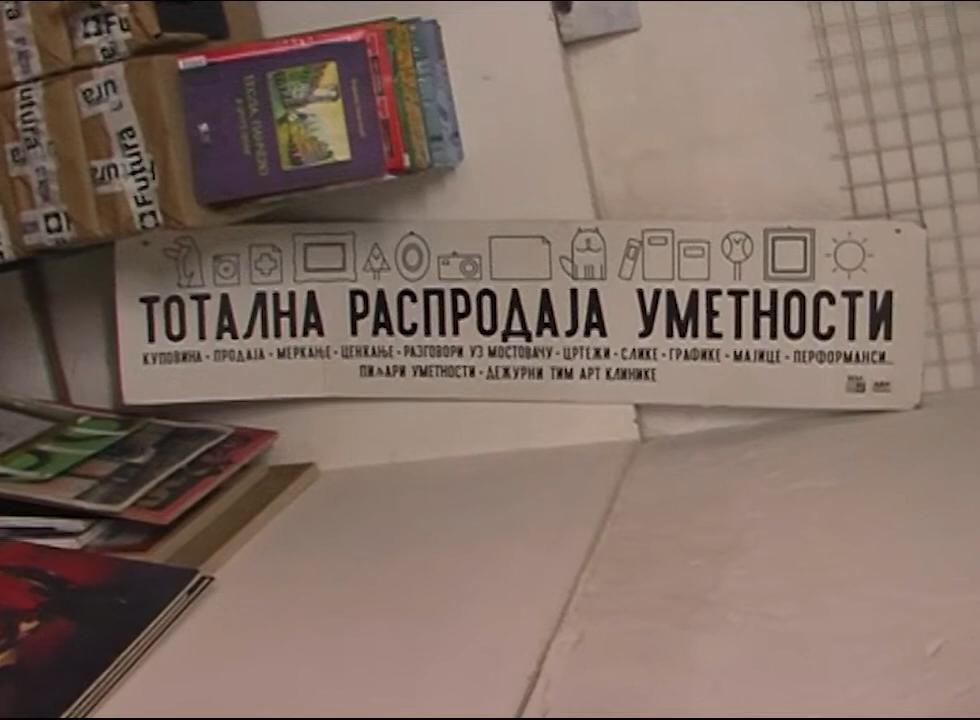 Futura
ura
Futura
ТОТАЛНА РАСПРОДАЈА УМЕТНОСТИ
КУПОВИНА - ПРОДАЈА - МЕРКАЊЕ - ЦЕНКАЊЕ - РАЗГОВОРИ УЗ МОСТОВАЧУ - ЦРТЕЖИ - СЛИКЕ - ГРАФИКЕ - МАЈИЦЕ - ПЕРФОРМАНСИ...
ПИЉАРИ УМЕТНОСТИ - ДЕЖУРНИ ТИМ АРТ КЛИНИКЕ